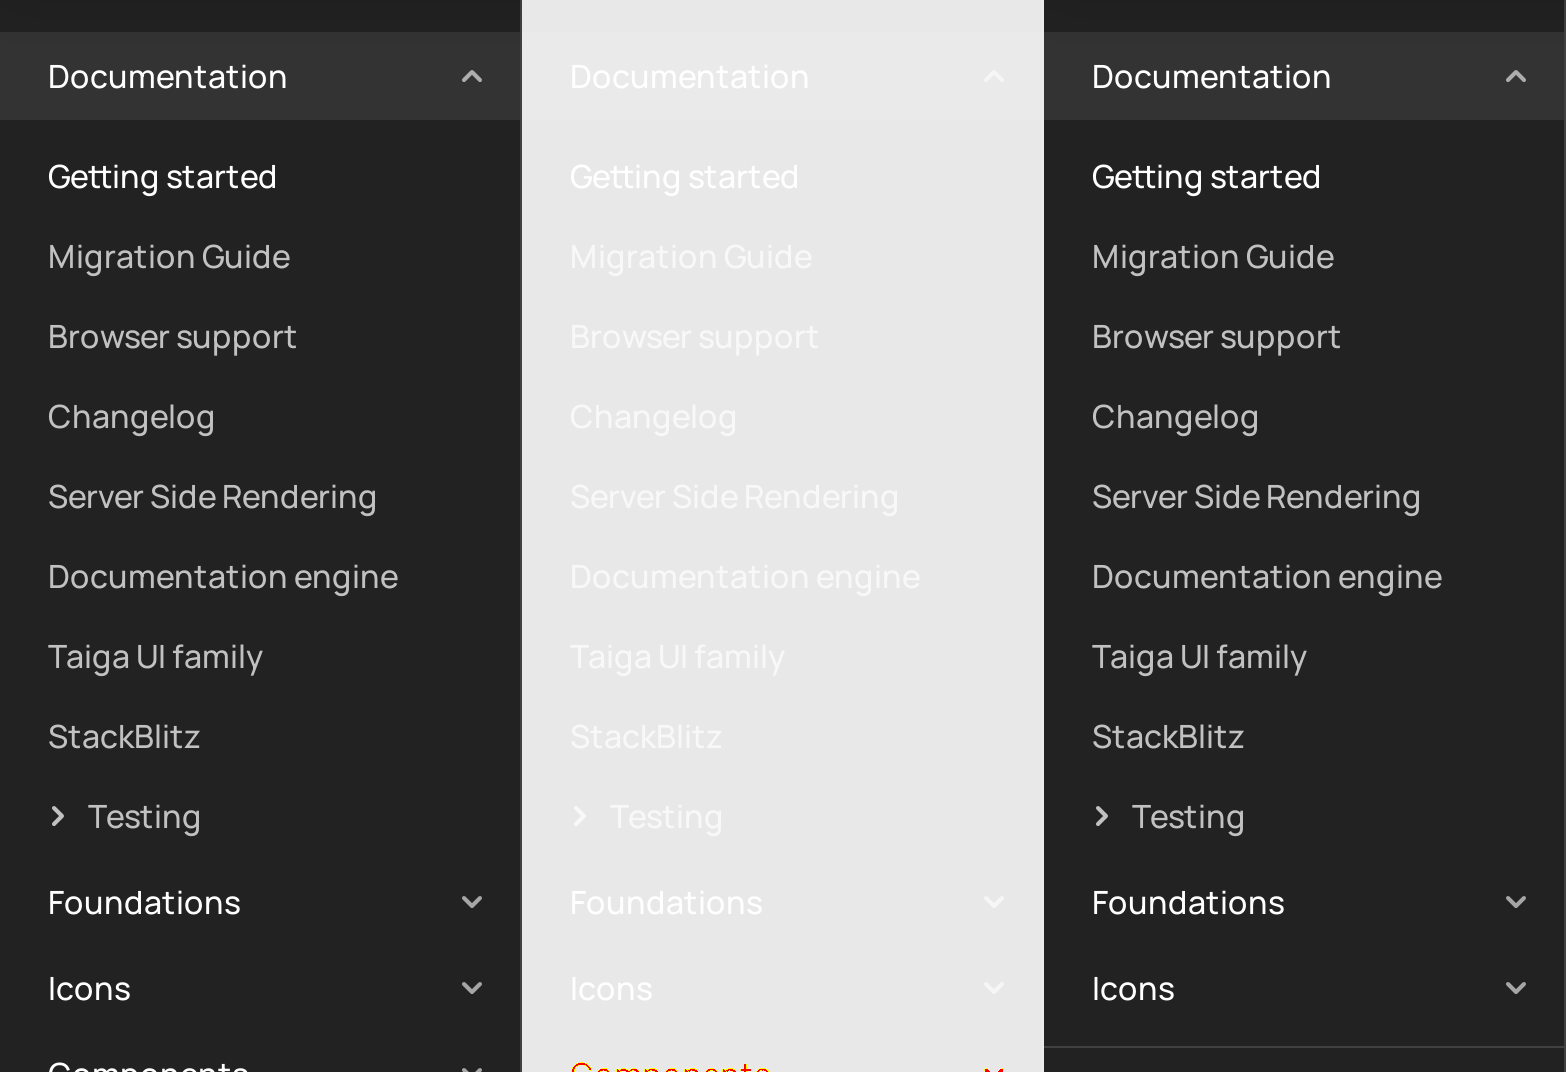 Documentation
Getting started
Migration Guide
Browser support
Changelog
Server Side Rendering
Documentation engine
Taiga UI family
StackBlitz
Testing
Foundations
Icons
Components
Documentation
Getting started
Migration Guide
Browser support
Changelog
Server Side Rendering
Documentation engine
Taiga UI family
StackBlitz
Testing
Foundations
Icons
Components
Documentation
Getting started
Migration Guide
Browser support
Changelog
Server Side Rendering
Documentation engine
Taiga UI family
StackBlitz
Testing
Foundations
Icons